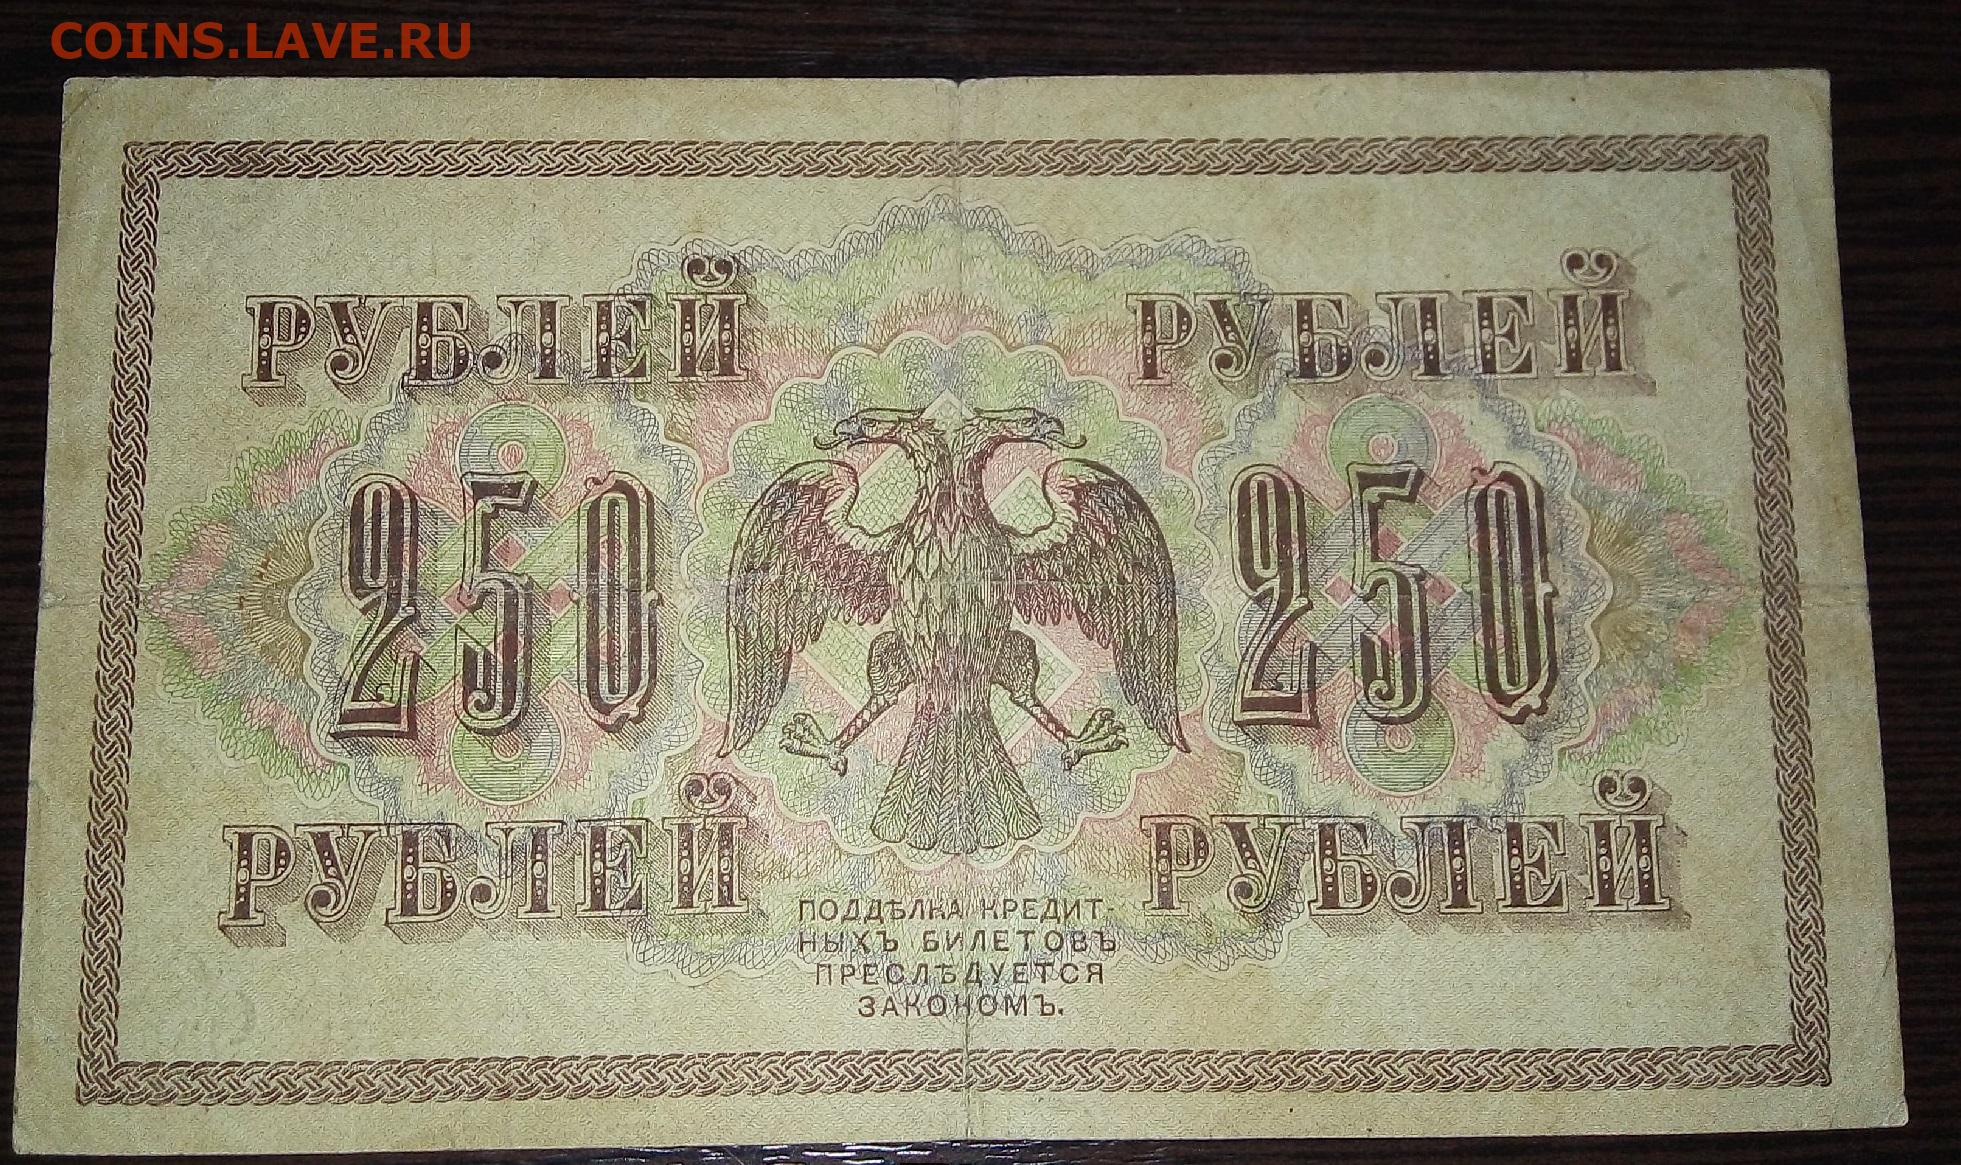 COINS.LAVE.RU
РУБЛЕЙ РУБЛЕЙ
250 250
РУБЛЕЙ РУБЛЕЙ
ПОДДѢЛКА КРЕДИТ-
НЫХЪ БИЛЕТОВЪ
ПРЕСЛѢДУЕТСЯ
ЗАКОНОМЪ.